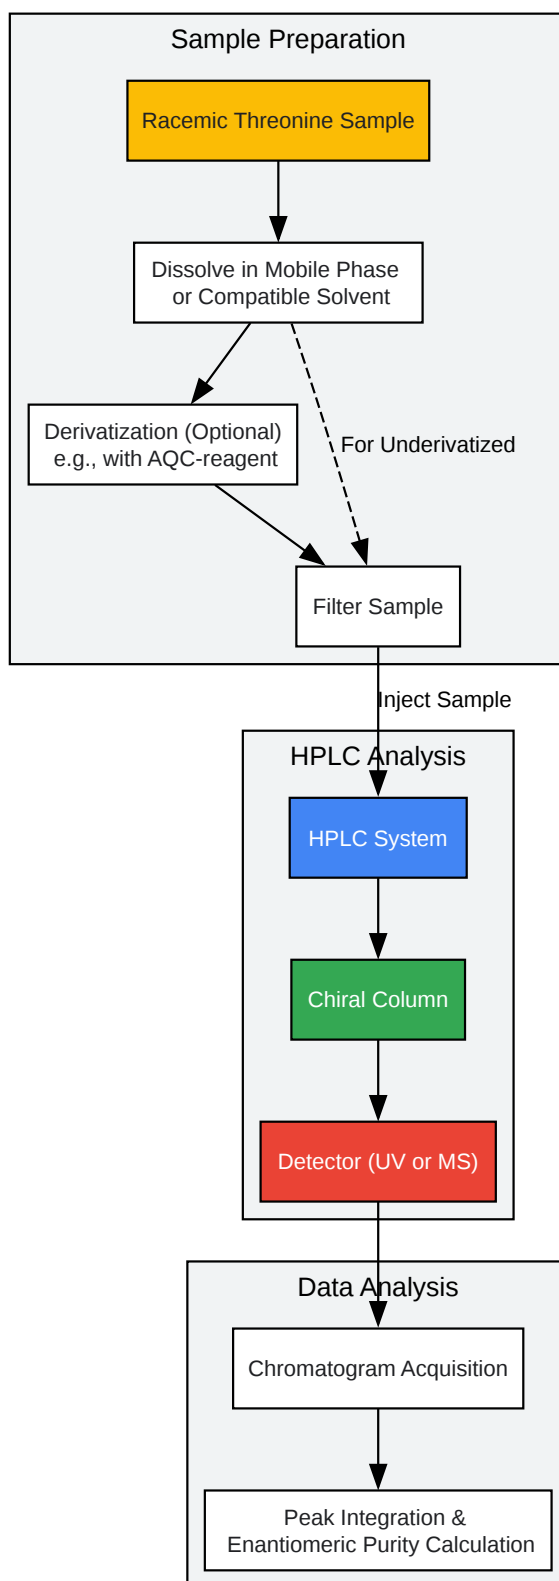 Sample Preparation
Racemic Threonine Sample
Dissolve in Mobile Phase
or Compatible Solvent
Derivatization (Optional)
e.g., with AQC-reagent
For Underivatized
Filter Sample
Inject Sample
HPLC Analysis
HPLC System
Chiral Column
Detector (UV or MS)
Data Analysis
Chromatogram Acquisition
Peak Integration &
Enantiomeric Purity Calculation